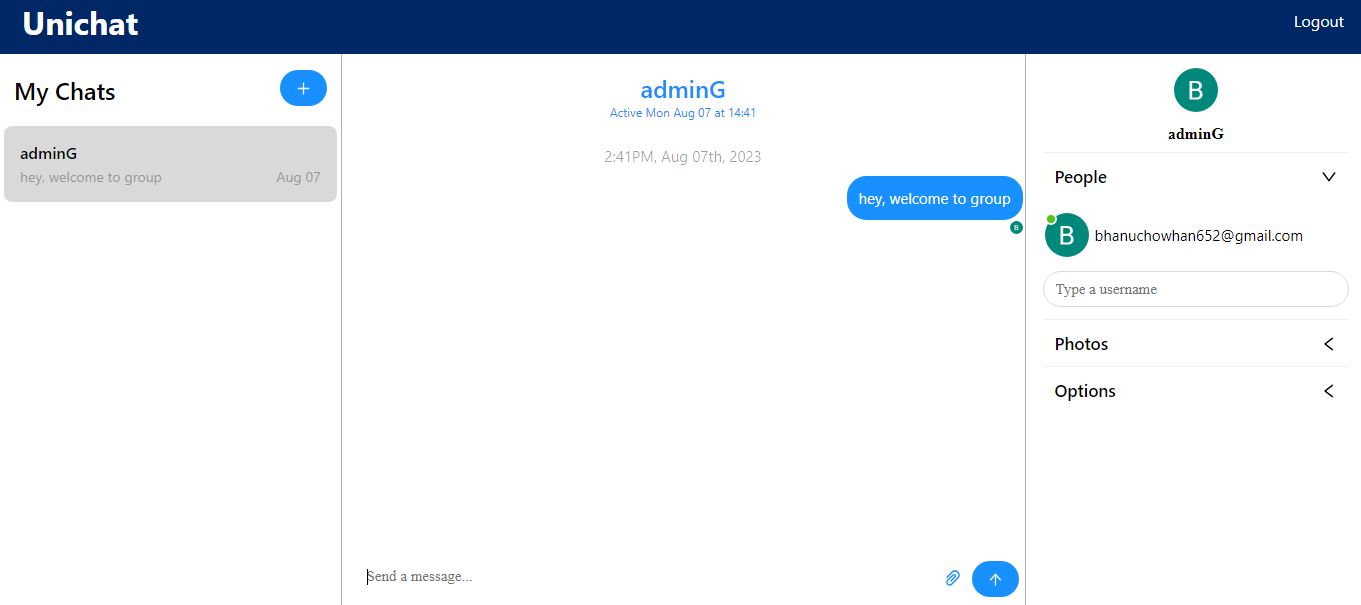 Unichat
Logout
My Chats
+
adminG
hey, welcome to group
Aug 07
adminG
Active Mon Aug 07 at 14:41
2:41PM, Aug 07th, 2023
hey, welcome to group
B
Send a message...
B
adminG
People
B
bhanuchowhan652@gmail.com
Type a username
Photos
Options